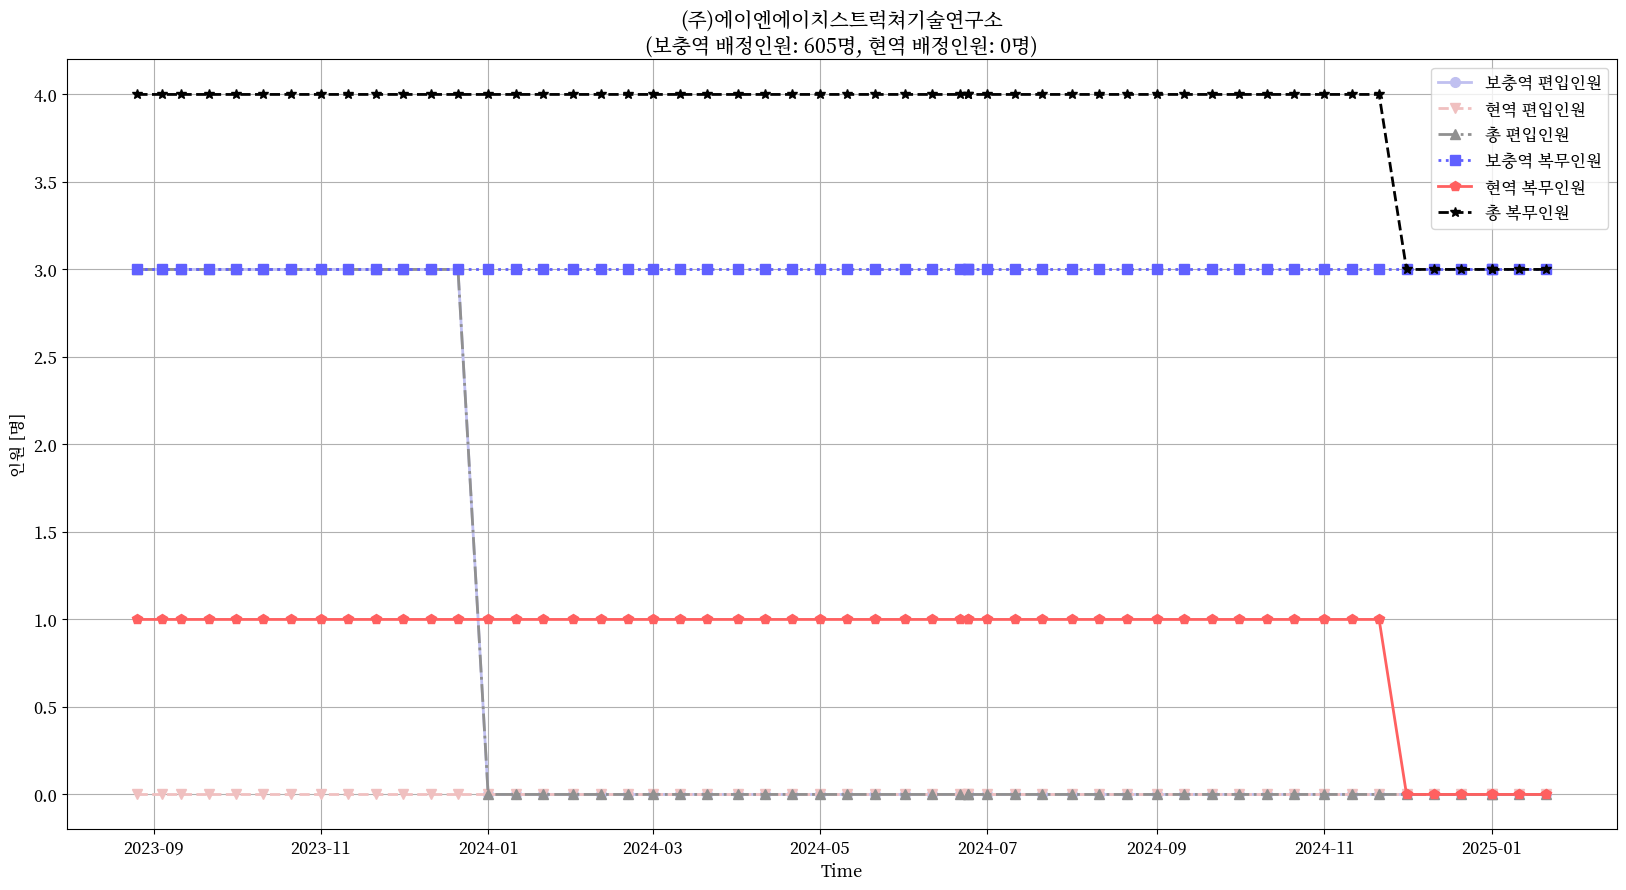 (주)에이엔에이치스트럭쳐기술연구소
(보충역 배정인원: 605명, 현역 배정인원: 0명)
보충역 편입인원
현역 편입인원
총 편입인원
보충역 복무인원
현역 복무인원
총 복무인원
인원 [명]
4.0
3.5
3.0
2.5
2.0
1.5
1.0
0.5
0.0
2023-09
2023-11
2024-01
2024-03
2024-05
2024-07
2024-09
2024-11
2025-01
Time